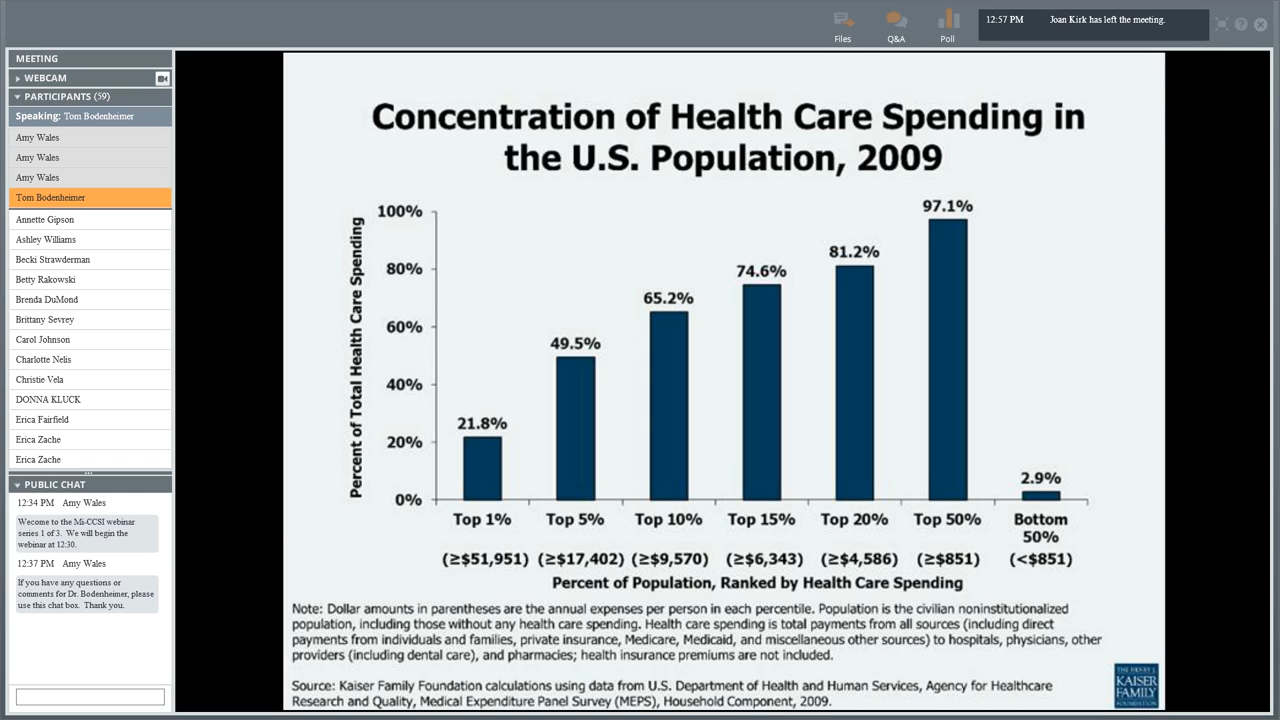 Files
Q&A
Poll
12:57 PM Joan Kirk has left the meeting.
MEETING
WEBCAM
PARTICIPANTS (59)
Speaking: Tom Bodenheimer
Amy Wales
Amy Wales
Amy Wales
Tom Bodenheimer
Annette Gipson
Ashley Williams
Becki Strawderman
Betty Rakowski
Brenda DuMond
Brittany Sevrey
Carol Johnson
Charlotte Nelis
Christie Vela
DONNA KLUCK
Erica Fairfield
Erica Zache
Erica Zache
PUBLIC CHAT
12:34 PM Amy Wales
Wecome to the Mi-CCSI webinar
series 1 of 3. We will begin the
webinar at 12:30.
12:37 PM Amy Wales
If you have any questions or
comments for Dr. Bodenheimer, please
use this chat box. Thank you.
Concentration of Health Care Spending in
the U.S. Population, 2009
Percent of Total Health Care Spending
100%
80%
60%
40%
20%
0%
21.8%
49.5%
65.2%
74.6%
81.2%
97.1%
2.9%
Top 1% Top 5% Top 10% Top 15% Top 20% Top 50% Bottom
50%
(≥$51,951) (≥$17,402) (≥$9,570) (≥$6,343) (≥$4,586) (≥$851) (<$851)
Percent of Population, Ranked by Health Care Spending
Note: Dollar amounts in parentheses are the annual expenses per person in each percentile. Population is the civilian noninstitutionalized
population, including those without any health care spending. Health care spending is total payments from all sources (including direct
payments from individuals and families, private insurance, Medicare, Medicaid, and miscellaneous other sources) to hospitals, physicians, other
providers (including dental care), and pharmacies; health insurance premiums are not included.
Source: Kaiser Family Foundation calculations using data from U.S. Department of Health and Human Services, Agency for Healthcare
Research and Quality, Medical Expenditure Panel Survey (MEPS), Household Component, 2009.
THE HENRY J.
KAISER
FAMILY
FOUNDATION